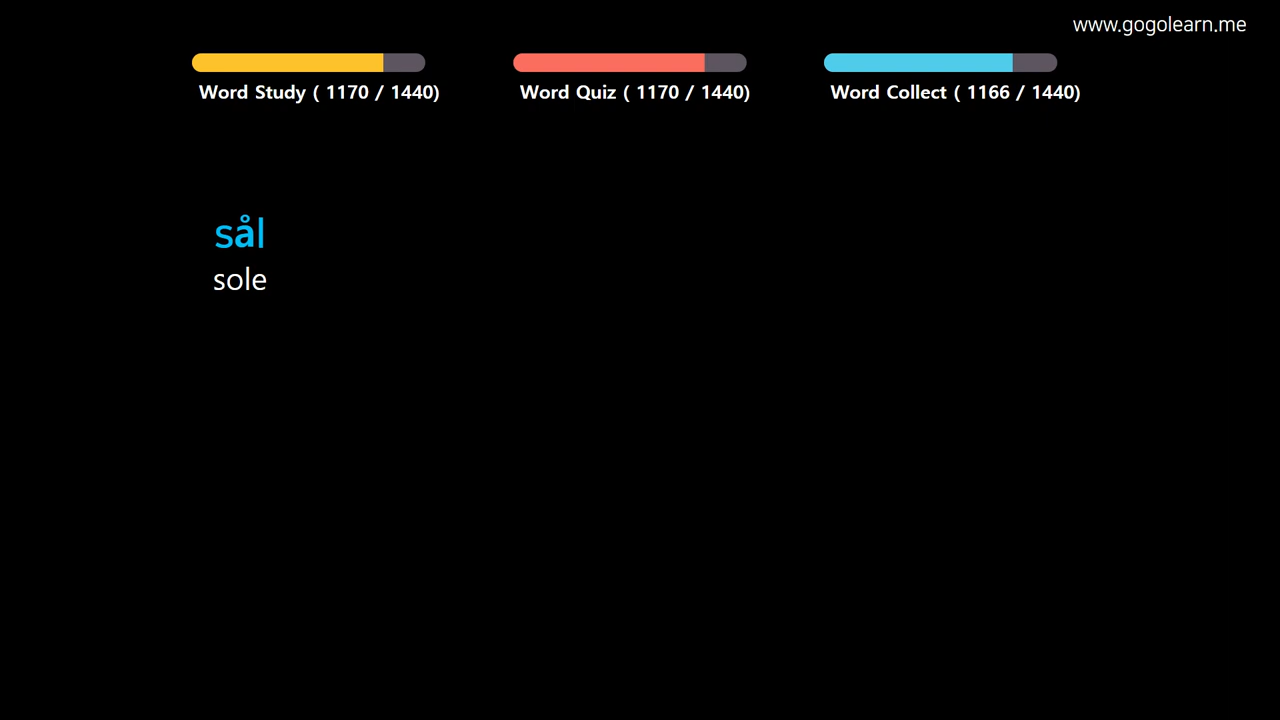 www.gogolearn.me
Word Study ( 1170 / 1440)
Word Quiz ( 1170 / 1440)
Word Collect ( 1166 / 1440)
sål
sole